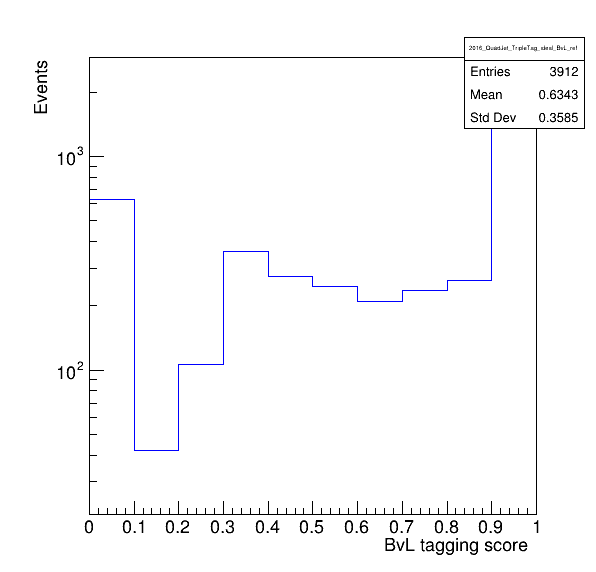 2016_QuadJet_TripleTag_ideal_BvL_ref
Entries 3912
Mean 0.6343
Std Dev 0.3585
Events
10³
10²
0 0.1 0.2 0.3 0.4 0.5 0.6 0.7 0.8 0.9 1
BvL tagging score